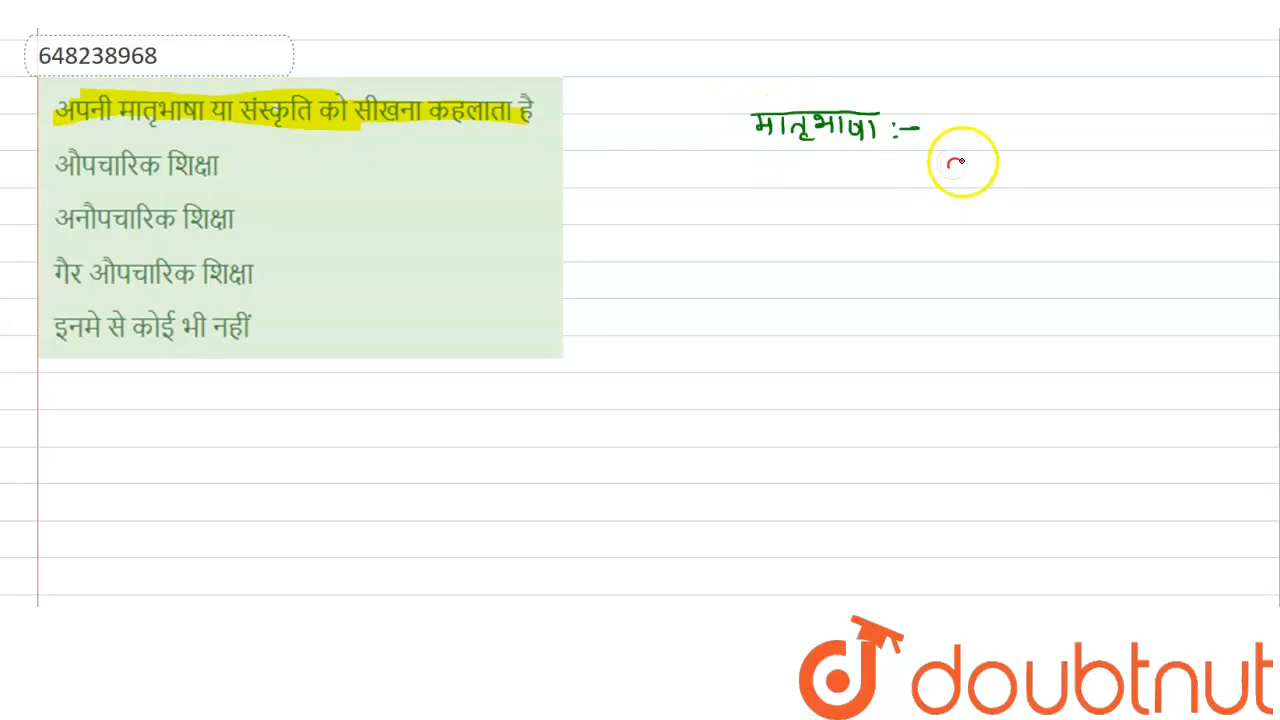 648238968
अपनी मातृभाषा या संस्कृति को सीखना कहलाता है
औपचारिक शिक्षा
अनौपचारिक शिक्षा
गैर औपचारिक शिक्षा
इनमे से कोई भी नहीं
मातृभाषा :-
doubtnut